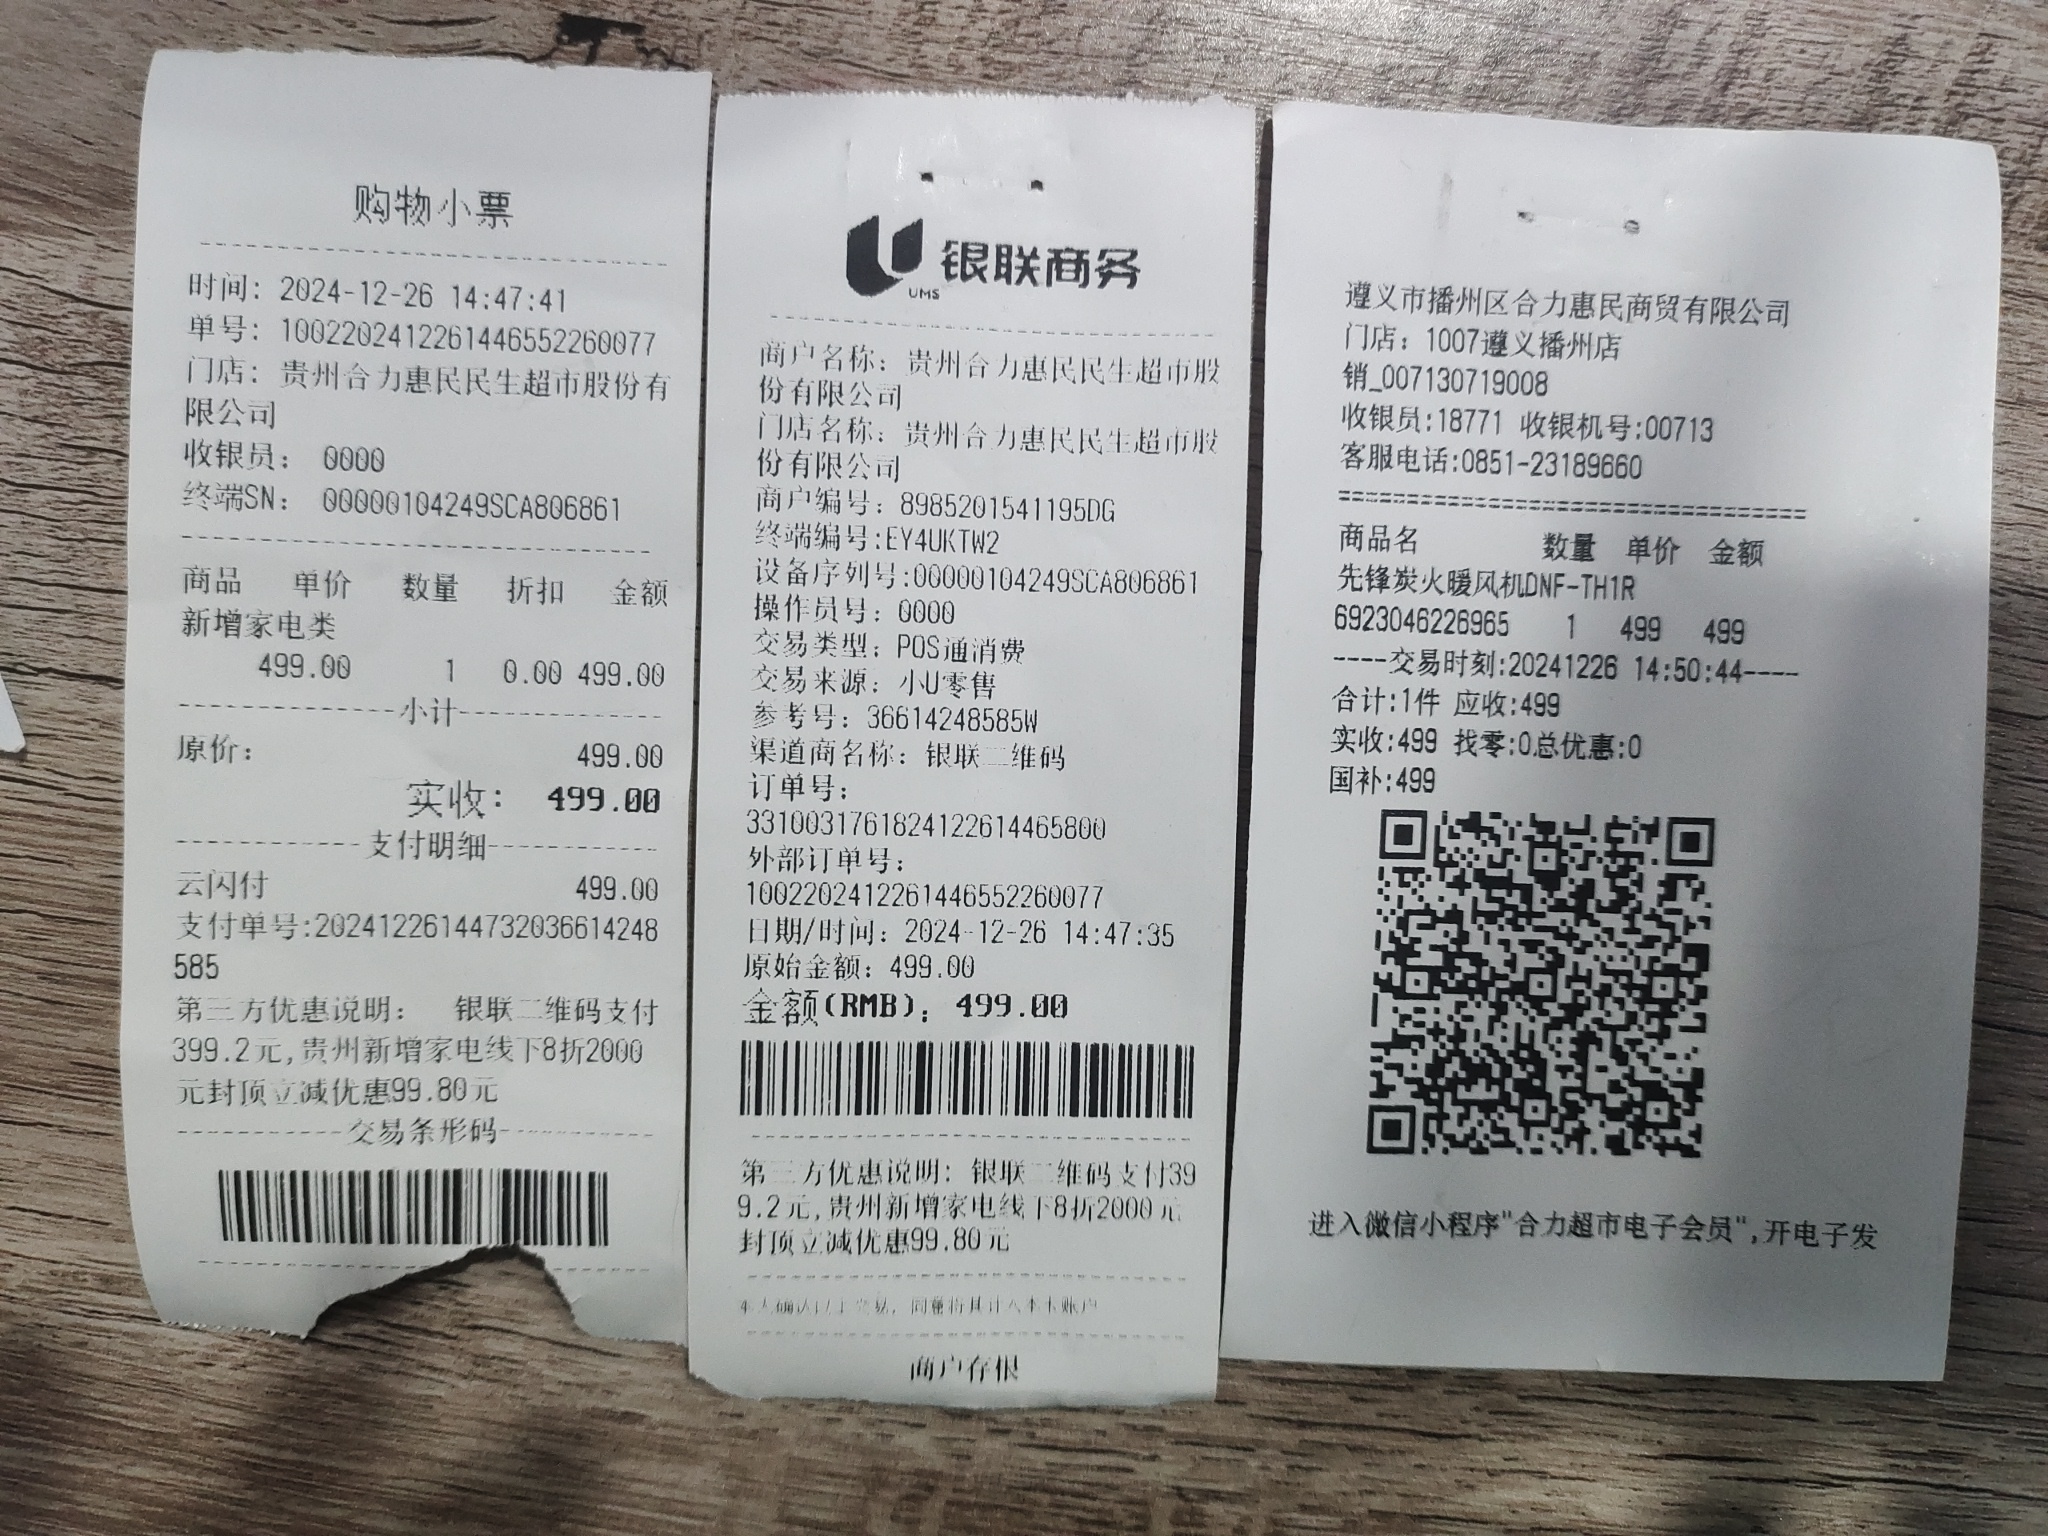 购物小票
时间: 2024-12-26 14:47:41
单号: 1002202412261446552260077
门店: 贵州合力惠民民生超市股份有
限公司
收银员: 0000
终端SN: 00000104249SCA806861
商品 单价 数量 折扣 金额
新增家电类
499.00 1 0.00 499.00
小计
原价: 499.00
实收: 499.00
支付明细
云闪付 499.00
支付单号:202412261447320366142​48
585
第三方优惠说明: 银联二维码支付
399.2元,贵州新增家电线下8折2000
元封顶立减优惠99.80元
交易条形码
UMS 银联商务
商户名称: 贵州合力惠民民生超市股
份有限公司
门店名称: 贵州合力惠民民生超市股
份有限公司
商户编号: 8985201541195DG
终端编号:EY4UKTW2
设备序列号:00000104249SCA806861
操作员号: 0000
交易类型: POS通消费
交易来源: 小U零售
参考号: 36614248585W
渠道商名称: 银联二维码
订单号:
33100317618241226144658​00
外部订单号:
1002202412261446552260077
日期/时间: 2024-12-26 14:47:35
原始金额: 499.00
金额(RMB): 499.00
第三方优惠说明: 银联二维码支付39
9.2元,贵州新增家电线下8折2000元
封顶立减优惠99.80元
本人确认以上交易, 同意将其计入本卡账户
商户存根
遵义市播州区合力惠民商贸有限公司
门店: 1007遵义播州店
销_007130719008
收银员:18771 收银机号:00713
客服电话:0851-23189660
商品名 数量 单价 金额
先锋炭火暖风机DNF-TH1R
6923046226965 1 499 499
----交易时刻:20241226 14:50:44----
合计:1件 应收:499
实收:499 找零:0总优惠:0
国补:499
进入微信小程序"合力超市电子会员",开电子发